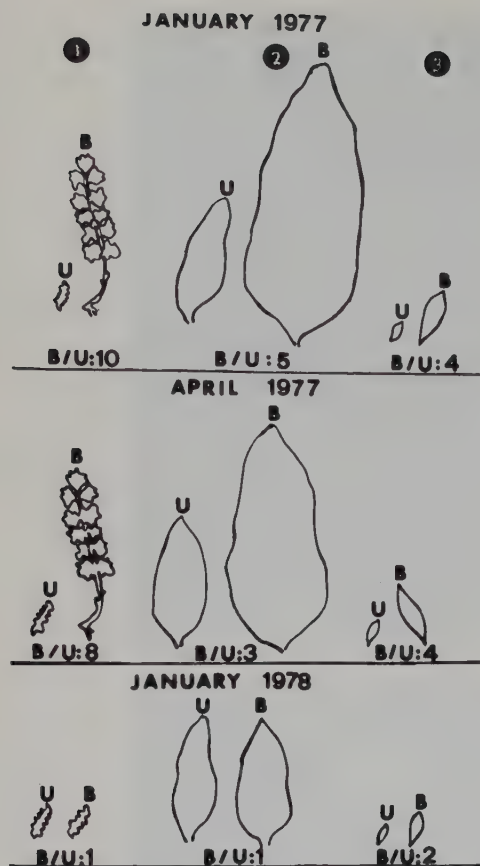 JANUARY 1977
1 2 3
B U B U B U
B/U:10 B/U:5 B/U:4
APRIL 1977
B U B U B U
B/U:8 B/U:3 B/U:4
JANUARY 1978
U B U B U B
B/U:1 B/U:1 B/U:2